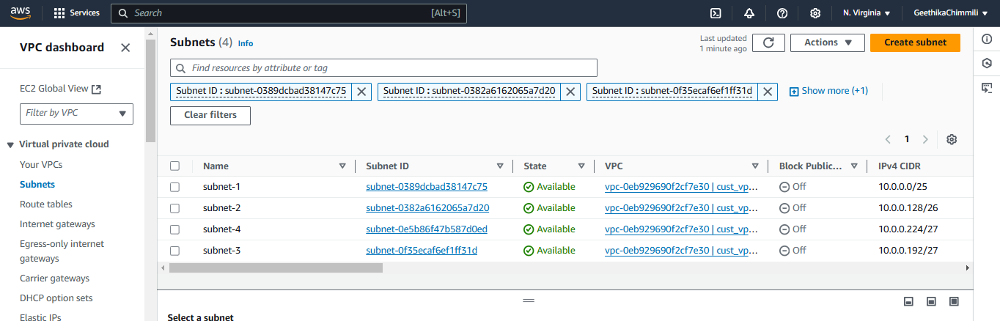 aws Services Search [Alt+S] N. Virginia GeethikaChimmili
VPC dashboard
EC2 Global View
Filter by VPC
Virtual private cloud
Your VPCs
Subnets
Route tables
Internet gateways
Egress-only internet
gateways
Carrier gateways
DHCP option sets
Elastic IPs
Subnets (4) Info
Last updated
1 minute ago
Actions
Create subnet
Find resources by attribute or tag
Subnet ID : subnet-0389dcbad38147c75 Subnet ID : subnet-0382a6162065a7d20 Subnet ID : subnet-0f35ecaf6ef1ff31d Show more (+1)
Clear filters
1
Name Subnet ID State VPC Block Public... IPv4 CIDR
subnet-1 subnet-0389dcbad38147c75 Available vpc-0eb929690f2cf7e30 | cust_vp... Off 10.0.0.0/25
subnet-2 subnet-0382a6162065a7d20 Available vpc-0eb929690f2cf7e30 | cust_vp... Off 10.0.0.128/26
subnet-4 subnet-0e5b86f47b587d0ed Available vpc-0eb929690f2cf7e30 | cust_vp... Off 10.0.0.224/27
subnet-3 subnet-0f35ecaf6ef1ff31d Available vpc-0eb929690f2cf7e30 | cust_vp... Off 10.0.0.192/27
Select a subnet